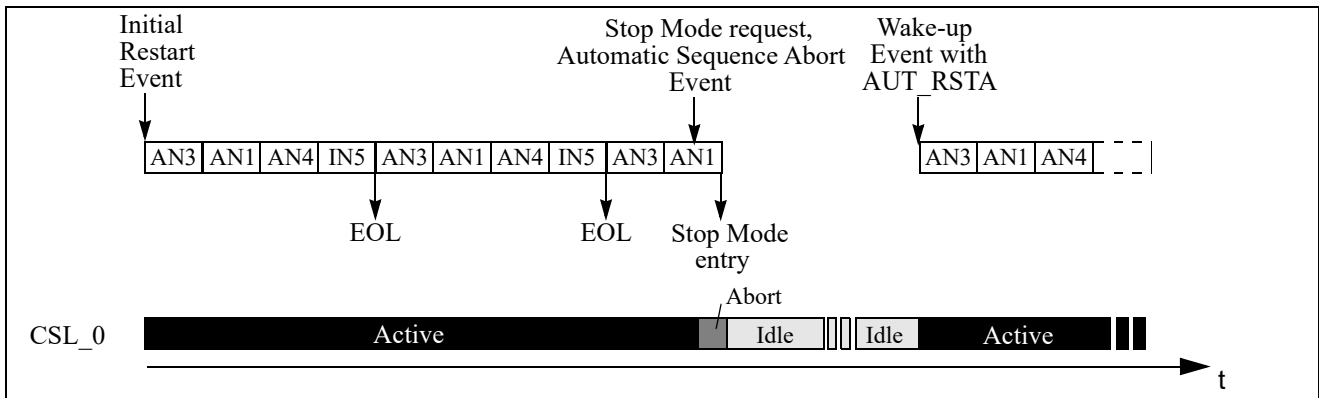 Initial
Restart
Event
Stop Mode request,
Automatic Sequence Abort
Event
Wake-up
Event with
AUT_RSTA
AN3 AN1 AN4 IN5 AN3 AN1 AN4 IN5 AN3 AN1
AN3 AN1 AN4
EOL
EOL
Stop Mode
entry
Abort
CSL_0
Active
Idle
Idle
Active
t